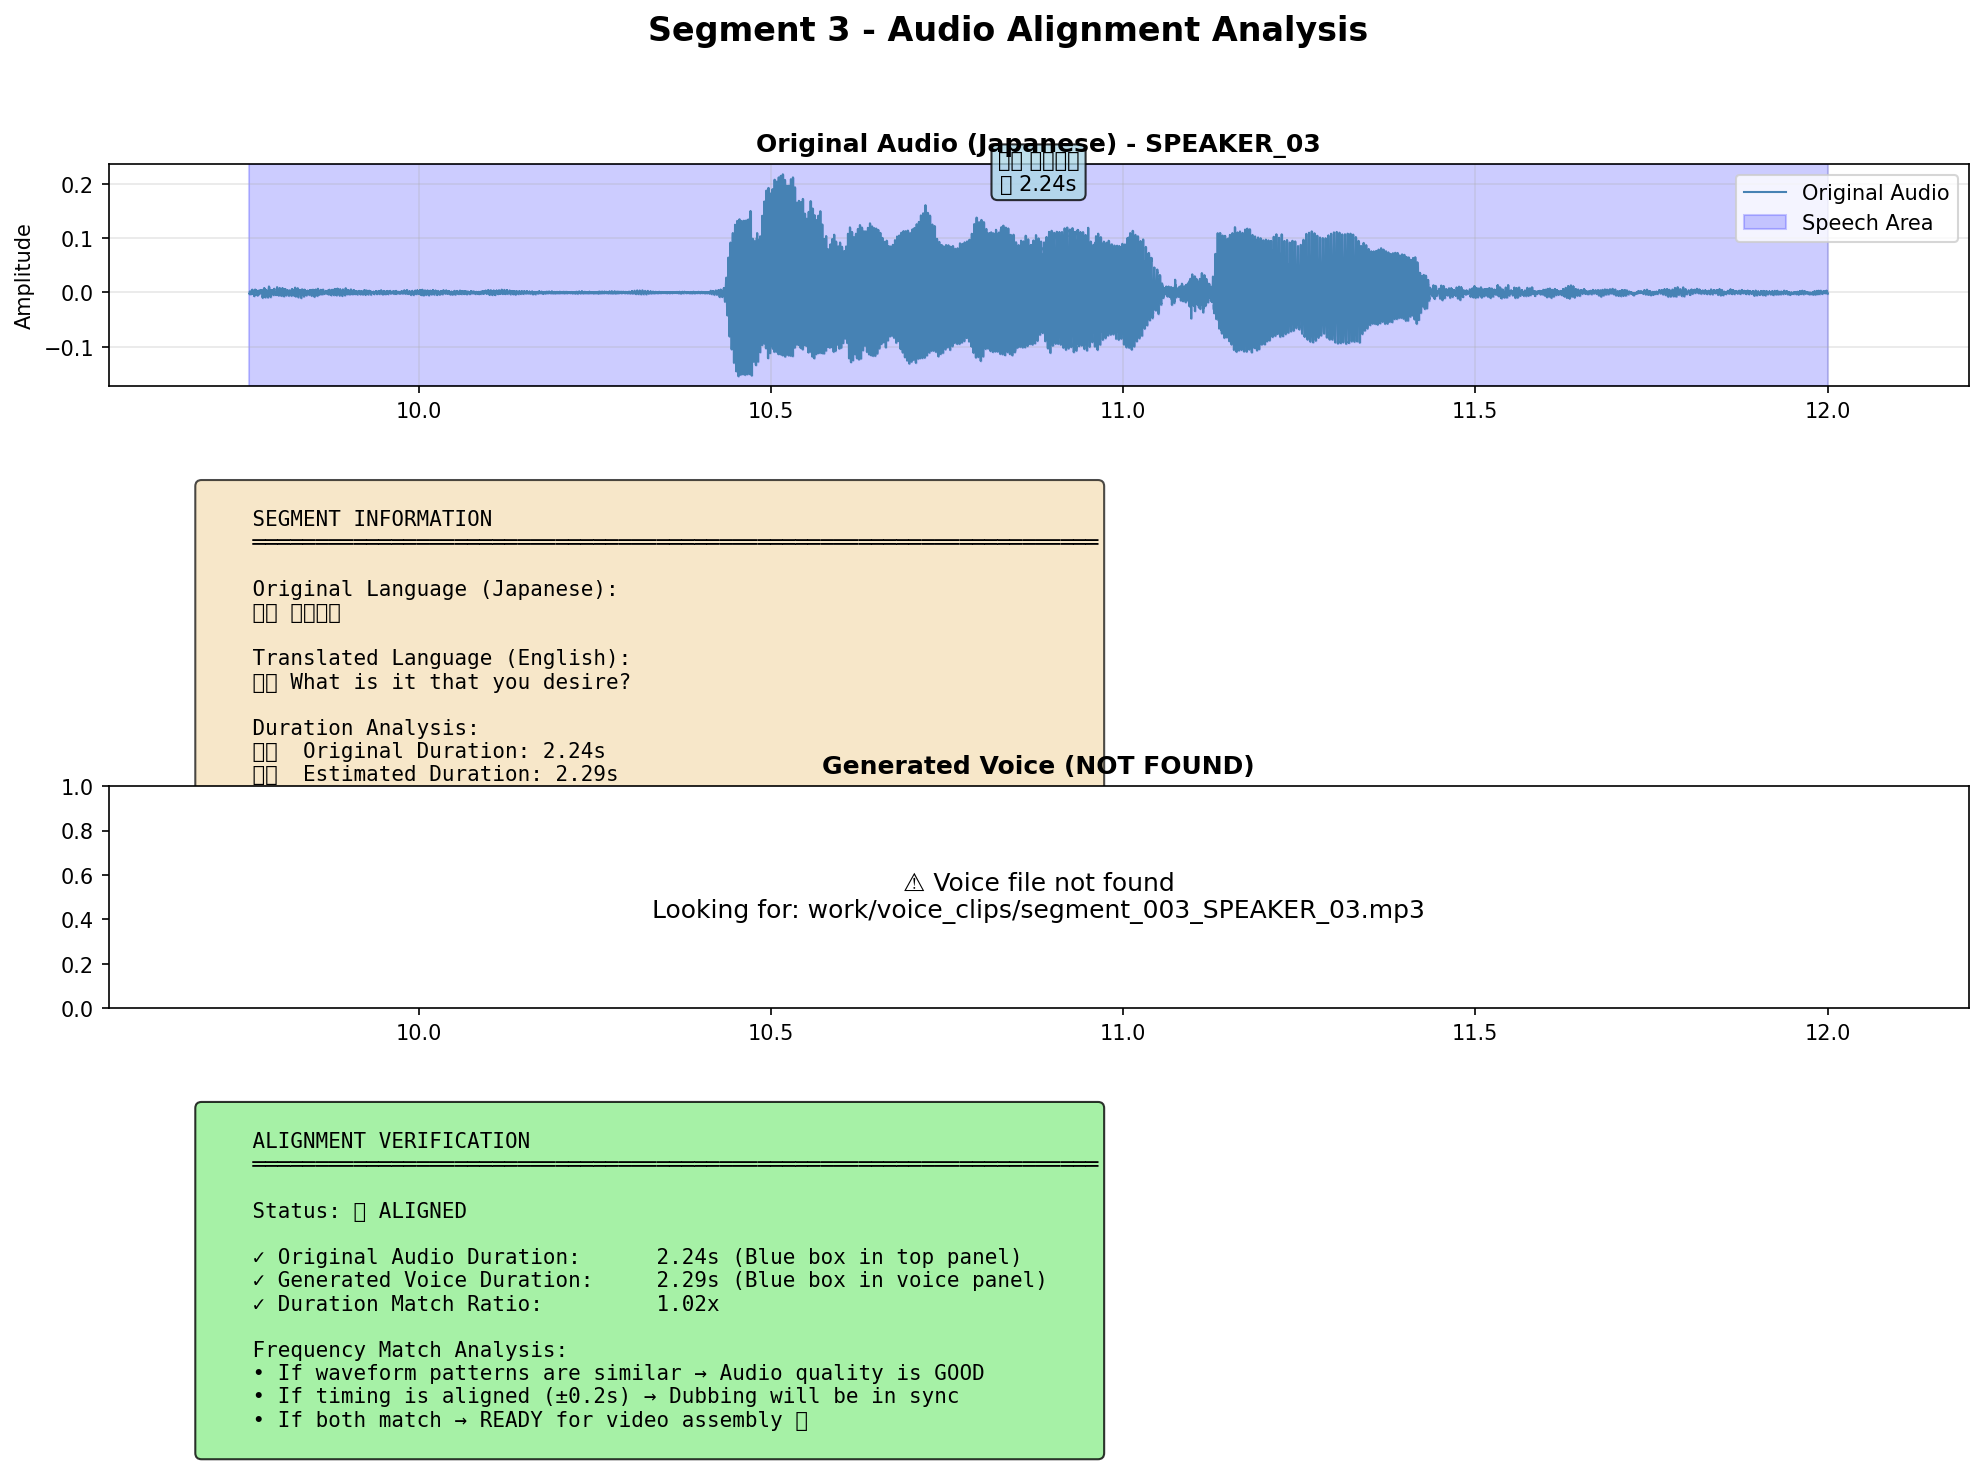 Segment 3 - Audio Alignment Analysis
Original Audio (Japanese) - SPEAKER_03
2.24s
Original Audio
Speech Area
Amplitude
0.2
0.1
0.0
−0.1
10.0 10.5 11.0 11.5 12.0
SEGMENT INFORMATION
Original Language (Japanese):
Translated Language (English):
What is it that you desire?
Duration Analysis:
Original Duration: 2.24s
Estimated Duration: 2.29s
Generated Voice (NOT FOUND)
1.0
0.8
0.6
0.4
0.2
0.0
⚠ Voice file not found
Looking for: work/voice_clips/segment_003_SPEAKER_03.mp3
10.0 10.5 11.0 11.5 12.0
ALIGNMENT VERIFICATION
Status: ALIGNED
✓ Original Audio Duration: 2.24s (Blue box in top panel)
✓ Generated Voice Duration: 2.29s (Blue box in voice panel)
✓ Duration Match Ratio: 1.02x
Frequency Match Analysis:
• If waveform patterns are similar → Audio quality is GOOD
• If timing is aligned (±0.2s) → Dubbing will be in sync
• If both match → READY for video assembly